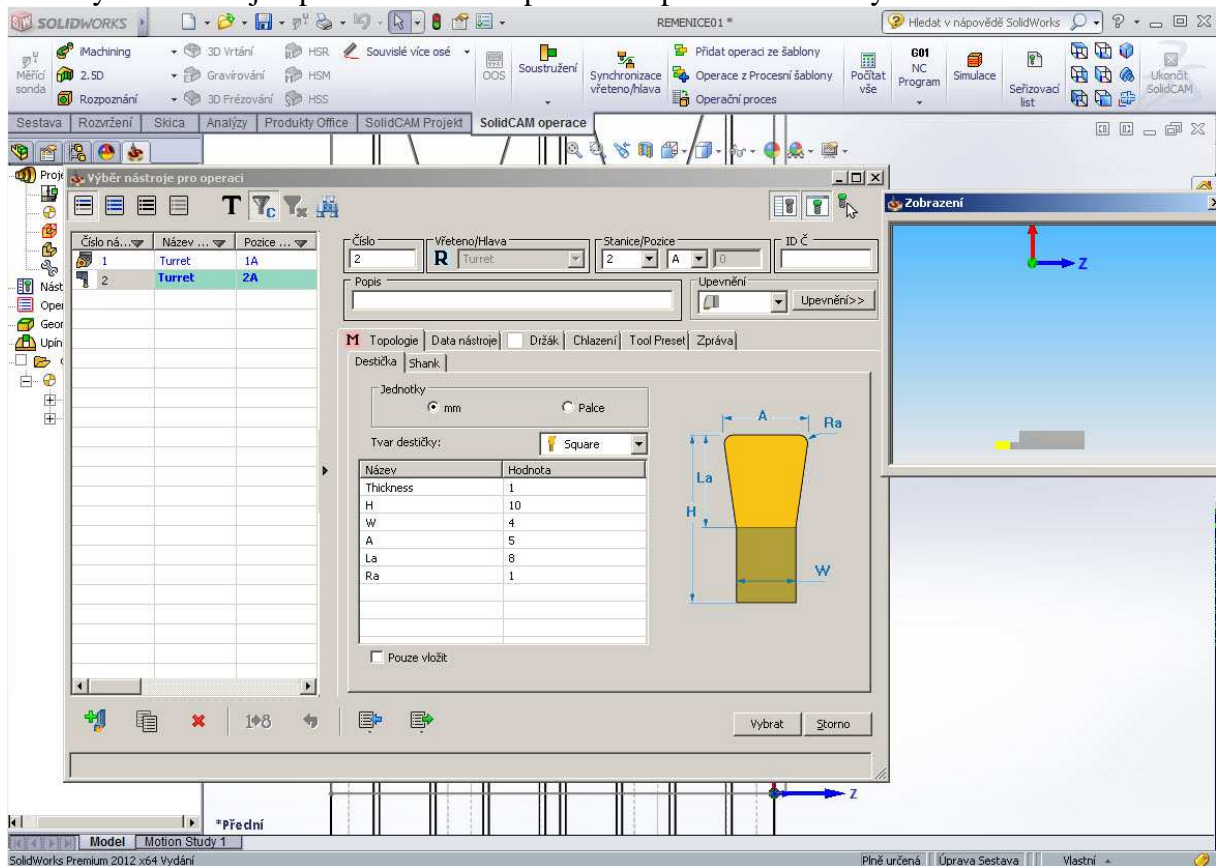 SOLIDWORKS
REMENICE01 *
Hledat v nápovědě SolidWorks
Měřící sonda
iMachining
2.5D
Rozpoznání
3D Vrtání
Gravírování
3D Frézování
HSR
HSM
HSS
Souvislé více osé
OOS
Soustružení
Synchronizace vřeteno/hlava
Přidat operaci ze šablony
Operace z Procesní šablony
Operační proces
Počítat vše
G01
NC Program
Simulace
Seřizovací list
Ukončit SolidCAM
Sestava
Rozvržení
Skica
Analýzy
Produkty Office
SolidCAM Projekt
SolidCAM operace
Proje
Nást
Oper
Geor
Upín
Výběr nástroje pro operaci
T
Číslo ná... Název ... Pozice ...
1 Turret 1A
2 Turret 2A
Číslo
2
Vřeteno/Hlava
R Turret
Stanice/Pozice
2 A 0
ID Č
Popis
Upevnění
Upevnění>>
M Topologie Data nástroje Držák Chlazení Tool Preset Zpráva
Destička Shank
Jednotky
mm Palce
Tvar destičky: Square
Název Hodnota
Thickness 1
H 10
W 4
A 5
La 8
Ra 1
Pouze vložit
A
Ra
La
H
W
Vybrat Storno
Zobrazení
Z
Z
*Přední
Model Motion Study 1
SolidWorks Premium 2012 x64 Vydání
Plně určená Úprava Sestava Vlastní